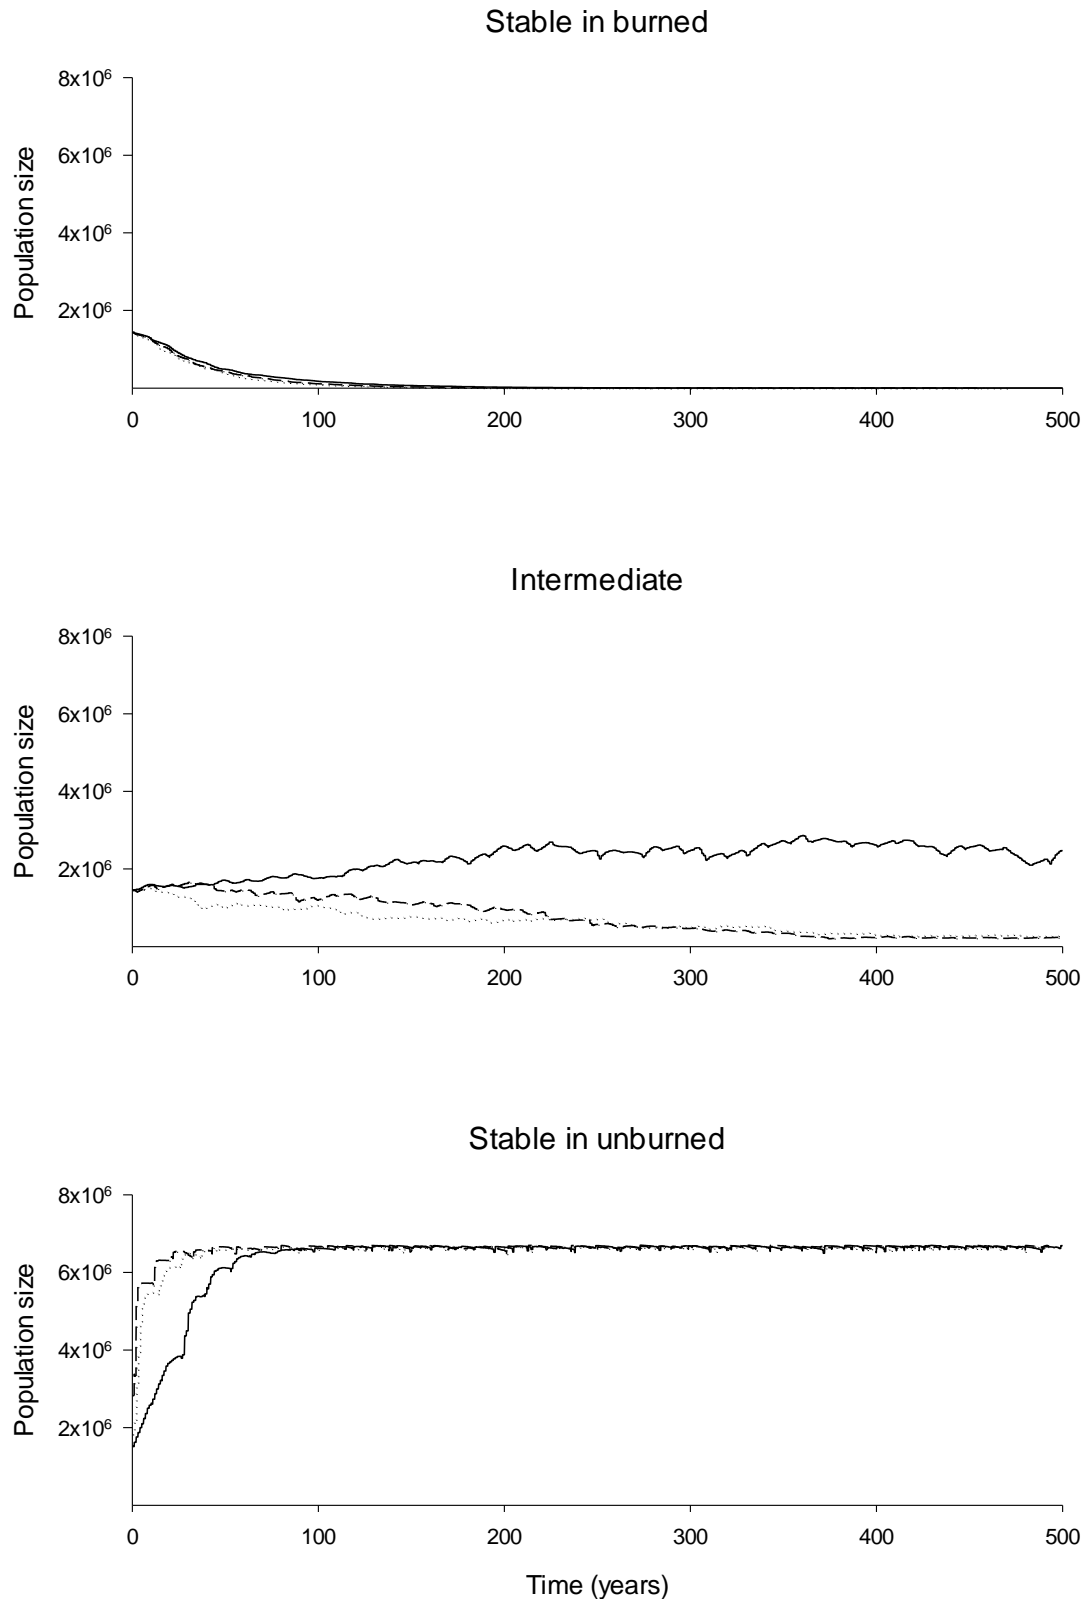 Stable in burned
8x10⁶
6x10⁶
4x10⁶
2x10⁶
Population size
0 100 200 300 400 500
Intermediate
8x10⁶
6x10⁶
4x10⁶
2x10⁶
Population size
0 100 200 300 400 500
Stable in unburned
8x10⁶
6x10⁶
4x10⁶
2x10⁶
Population size
0 100 200 300 400 500
Time (years)